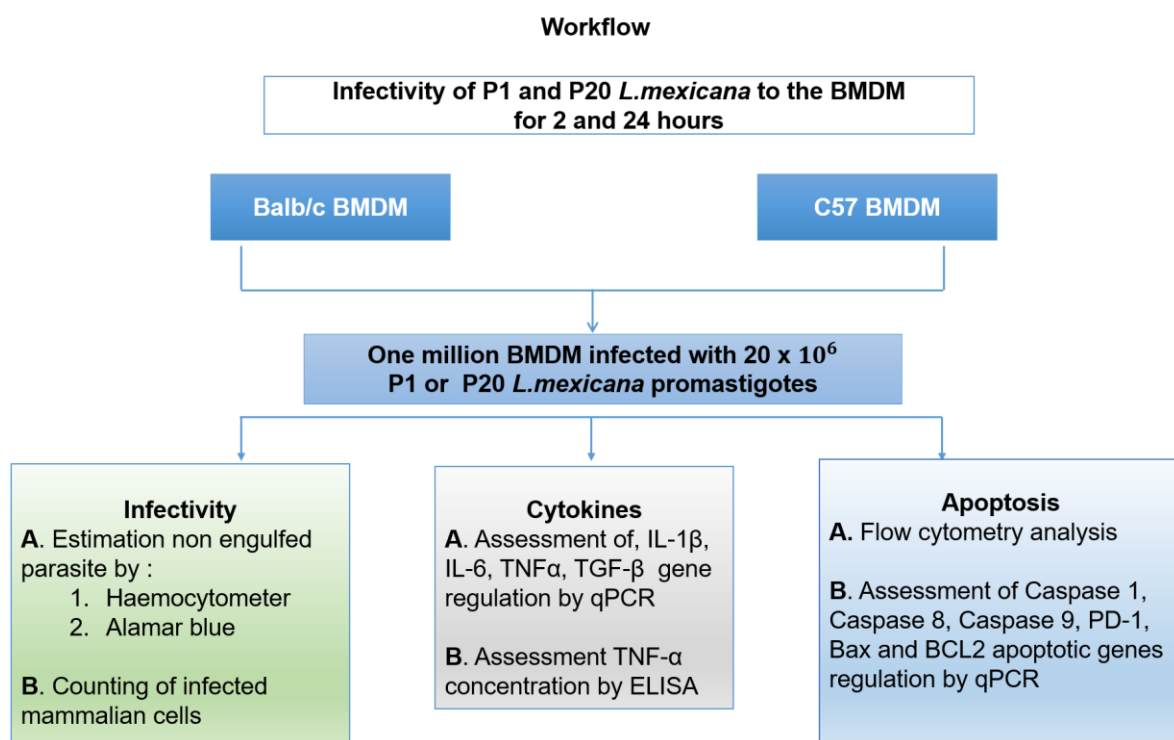 Workflow
Infectivity of P1 and P20 L.mexicana to the BMDM
for 2 and 24 hours
Balb/c BMDM
C57 BMDM
One million BMDM infected with 20 x 10⁶
P1 or P20 L.mexicana promastigotes
Infectivity
A. Estimation non engulfed
parasite by :
1. Haemocytometer
2. Alamar blue
B. Counting of infected
mammalian cells
Cytokines
A. Assessment of, IL-1β,
IL-6, TNFα, TGF-β gene
regulation by qPCR
B. Assessment TNF-α
concentration by ELISA
Apoptosis
A. Flow cytometry analysis
B. Assessment of Caspase 1,
Caspase 8, Caspase 9, PD-1,
Bax and BCL2 apoptotic genes
regulation by qPCR